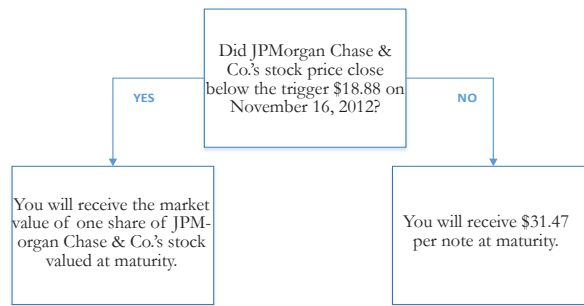 Did JPMorgan Chase &
Co.'s stock price close
below the trigger $18.88 on
November 16, 2012?
YES
NO
You will receive the market
value of one share of JPM-
organ Chase & Co.'s stock
valued at maturity.
You will receive $31.47
per note at maturity.